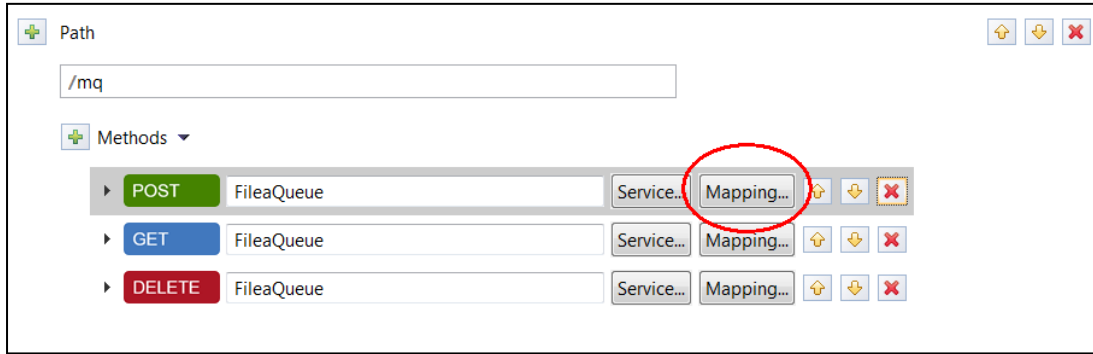 Path
/mq
Methods
POST FileaQueue Service... Mapping...
GET FileaQueue Service... Mapping...
DELETE FileaQueue Service... Mapping...